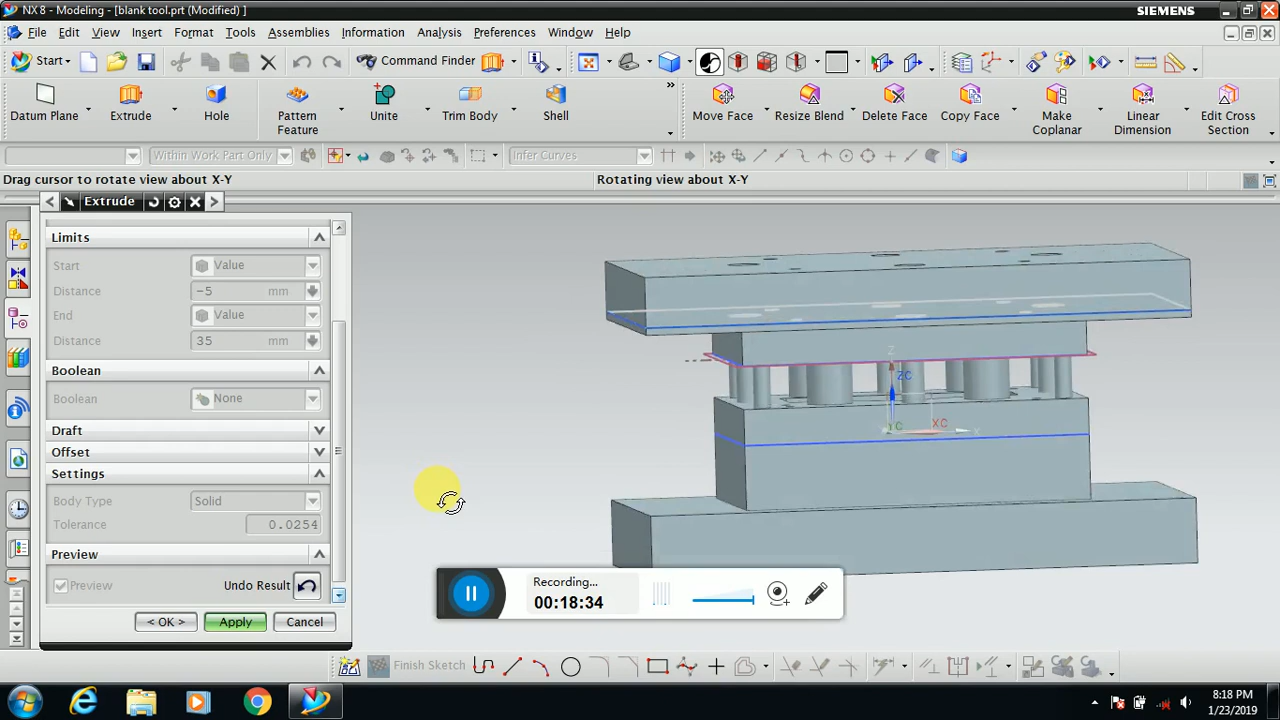 NX 8 - Modeling - [blank tool.prt (Modified) ]
SIEMENS
File Edit View Insert Format Tools Assemblies Information Analysis Preferences Window Help
Start Command Finder
Datum Plane Extrude Hole Pattern Feature Unite Trim Body Shell Move Face Resize Blend Delete Face Copy Face Make Coplanar Linear Dimension Edit Cross Section
Within Work Part Only Infer Curves
Drag cursor to rotate view about X-Y Rotating view about X-Y
Extrude
Limits
Start Value
Distance -5 mm
End Value
Distance 35 mm
Boolean
Boolean None
Draft
Offset
Settings
Body Type Solid
Tolerance 0.0254
Preview
Preview Undo Result
< OK > Apply Cancel
Z
ZC
YC XC X
Recording...
00:18:34
Finish Sketch
8:18 PM
1/23/2019